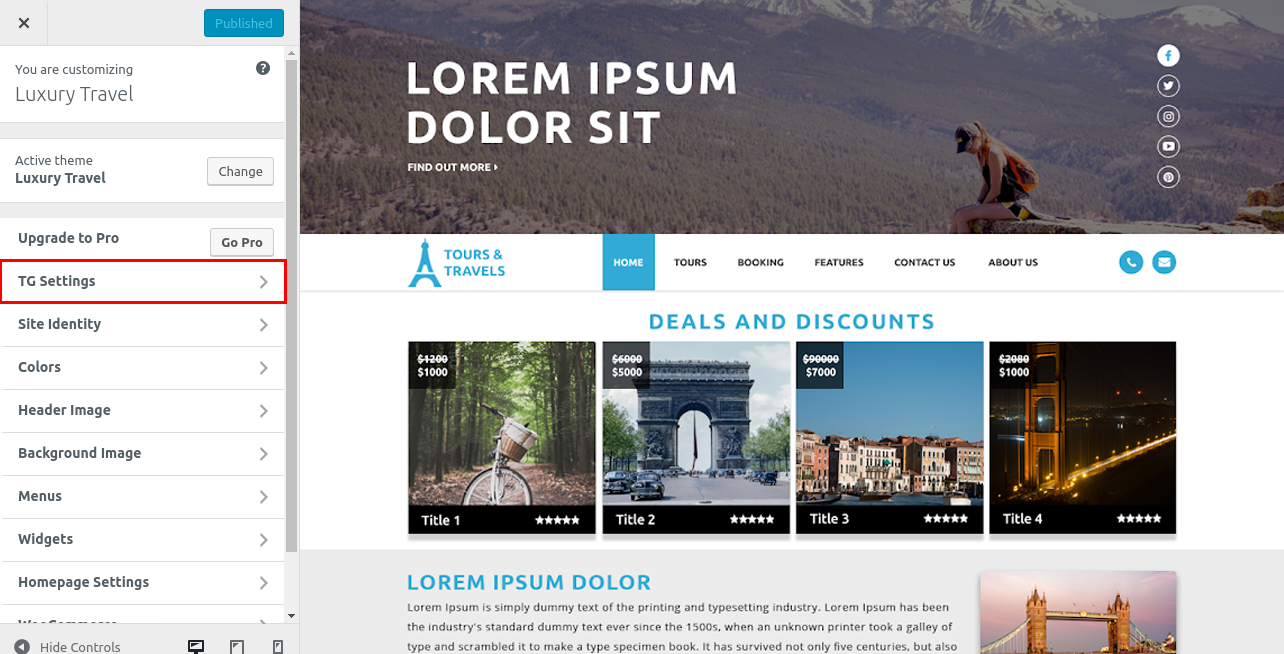 Published
You are customizing
Luxury Travel
Active theme
Luxury Travel
Change
Upgrade to Pro
Go Pro
TG Settings
Site Identity
Colors
Header Image
Background Image
Menus
Widgets
Homepage Settings
WooCommerce
Hide Controls
LOREM IPSUM
DOLOR SIT
FIND OUT MORE
TOURS &
TRAVELS
HOME
TOURS
BOOKING
FEATURES
CONTACT US
ABOUT US
DEALS AND DISCOUNTS
$1200
$1000
Title 1
$6000
$5000
Title 2
$90000
$7000
Title 3
$2080
$1000
Title 4
LOREM IPSUM DOLOR
Lorem Ipsum is simply dummy text of the printing and typesetting industry. Lorem Ipsum has been
the industry's standard dummy text ever since the 1500s, when an unknown printer took a galley of
type and scrambled it to make a type specimen book. It has survived not only five centuries, but also